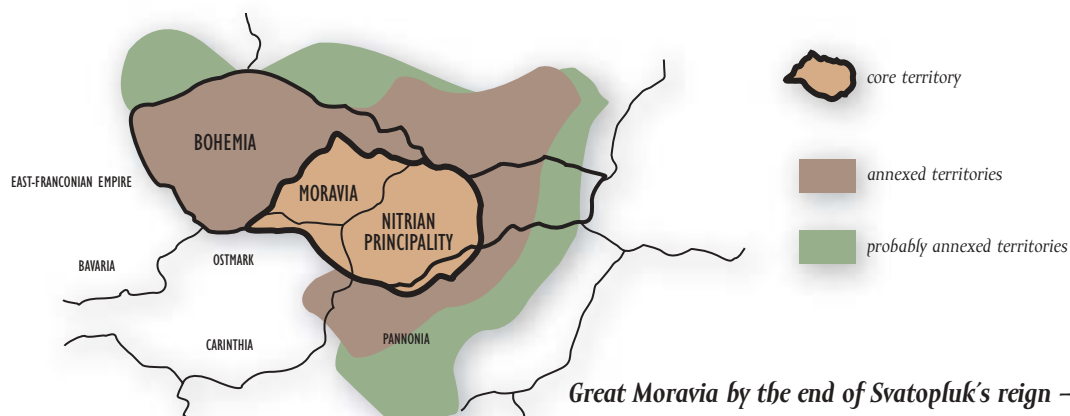 core territory
BOHEMIA
EAST-FRANCONIAN EMPIRE
annexed territories
MORAVIA
NITRIAN
PRINCIPALITY
probably annexed territories
BAVARIA
OSTMARK
CARINTHIA
PANNONIA
Great Moravia by the end of Svatopluk´s reign –